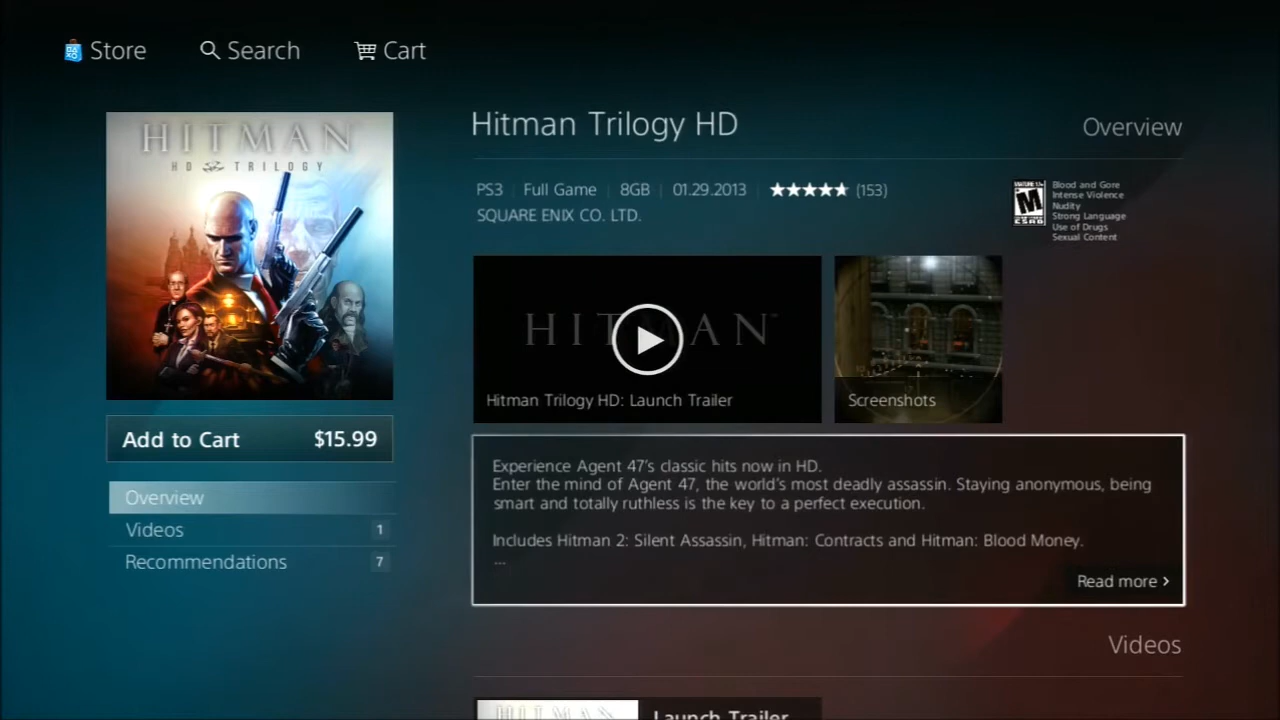 Store
Search
Cart
HITMAN
HD TRILOGY
Add to Cart $15.99
Overview
Videos 1
Recommendations 7
Hitman Trilogy HD
Overview
PS3 | Full Game | 8GB | 01.29.2013 | ★★★★★ (153)
SQUARE ENIX CO. LTD.
MATURE 17+
M
ESRB
Blood and Gore
Intense Violence
Nudity
Strong Language
Use of Drugs
Sexual Content
HITMAN™
Hitman Trilogy HD: Launch Trailer
Screenshots
Experience Agent 47's classic hits now in HD.
Enter the mind of Agent 47, the world's most deadly assassin. Staying anonymous, being
smart and totally ruthless is the key to a perfect execution.
Includes Hitman 2: Silent Assassin, Hitman: Contracts and Hitman: Blood Money.
...
Read more >
Videos
HITMAN
Launch Trailer